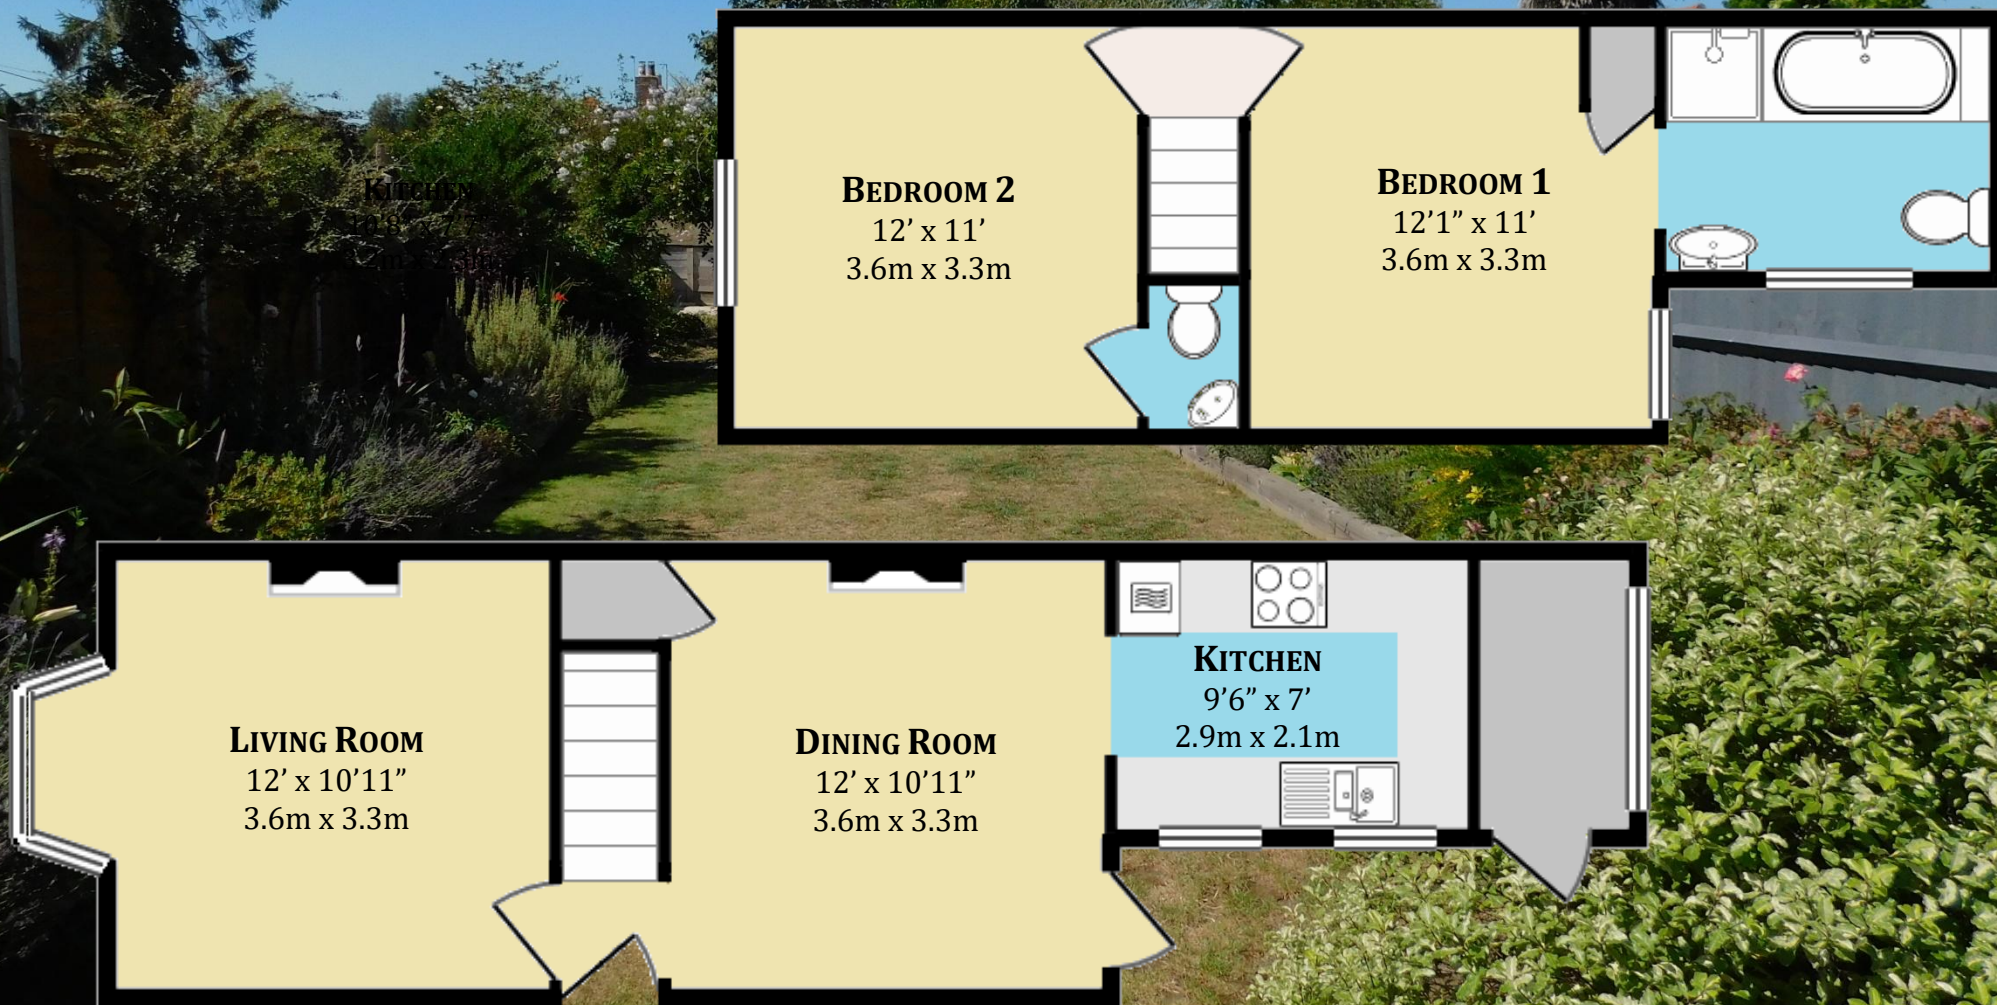 BEDROOM 2
12' x 11'
3.6m x 3.3m
BEDROOM 1
12'1” x 11'
3.6m x 3.3m
KITCHEN
LIVING ROOM
12' x 10'11”
3.6m x 3.3m
DINING ROOM
12' x 10'11”
3.6m x 3.3m
KITCHEN
9'6” x 7'
2.9m x 2.1m